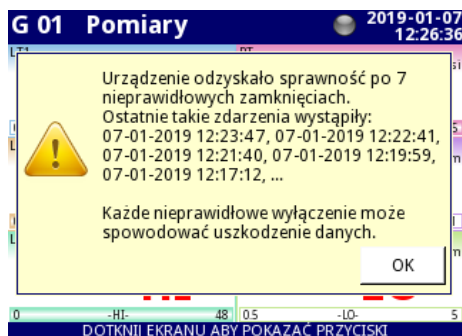 G 01 Pomiary
2019-01-07
12:26:36
Urządzenie odzyskało sprawność po 7
nieprawidłowych zamknięciach.
Ostatnie takie zdarzenia wystąpiły:
07-01-2019 12:23:47, 07-01-2019 12:22:41,
07-01-2019 12:21:40, 07-01-2019 12:19:59,
07-01-2019 12:17:12, ...
Każde nieprawidłowe wyłączenie może
spowodować uszkodzenie danych.
OK
0 -HI- 48 0.5 -LO- 5
DOTKNIJ EKRANU ABY POKAZAĆ PRZYCISKI